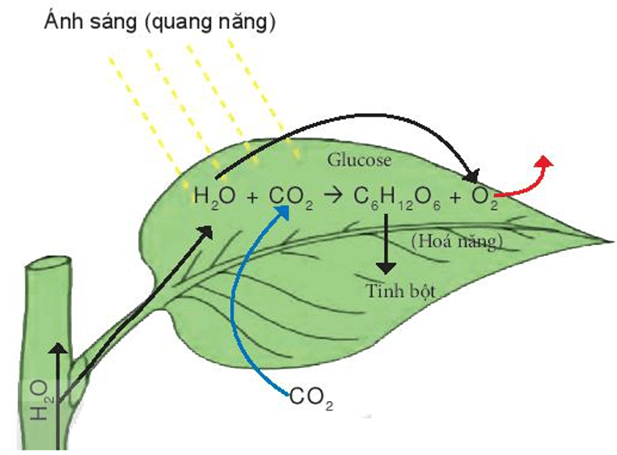 Ánh sáng (quang năng)
Glucose
H₂O + CO₂ → C₆H₁₂O₆ + O₂
(Hoá năng)
Tinh bột
H₂O
CO₂